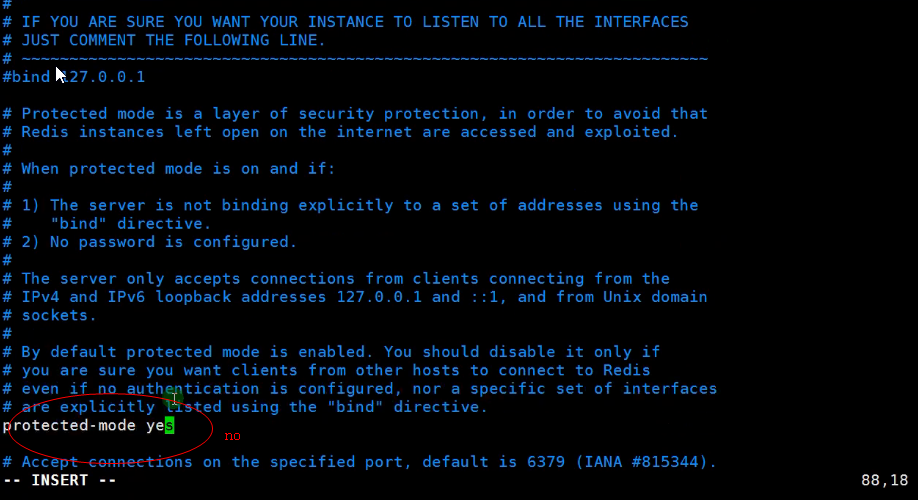 #
# IF YOU ARE SURE YOU WANT YOUR INSTANCE TO LISTEN TO ALL THE INTERFACES
# JUST COMMENT THE FOLLOWING LINE.
# ~~~~~~~~~~~~~~~~~~~~~~~~~~~~~~~~~~~~~~~~~~~~~~~~~~~~~~~~~~~~~~~~~~~~~~~~
#bind 127.0.0.1

# Protected mode is a layer of security protection, in order to avoid that
# Redis instances left open on the internet are accessed and exploited.
#
# When protected mode is on and if:
#
# 1) The server is not binding explicitly to a set of addresses using the
#    "bind" directive.
# 2) No password is configured.
#
# The server only accepts connections from clients connecting from the
# IPv4 and IPv6 loopback addresses 127.0.0.1 and ::1, and from Unix domain
# sockets.
#
# By default protected mode is enabled. You should disable it only if
# you are sure you want clients from other hosts to connect to Redis
# even if no authentication is configured, nor a specific set of interfaces
# are explicitly listed using the "bind" directive.
protected-mode yes
no
# Accept connections on the specified port, default is 6379 (IANA #815344).
-- INSERT -- 88,18